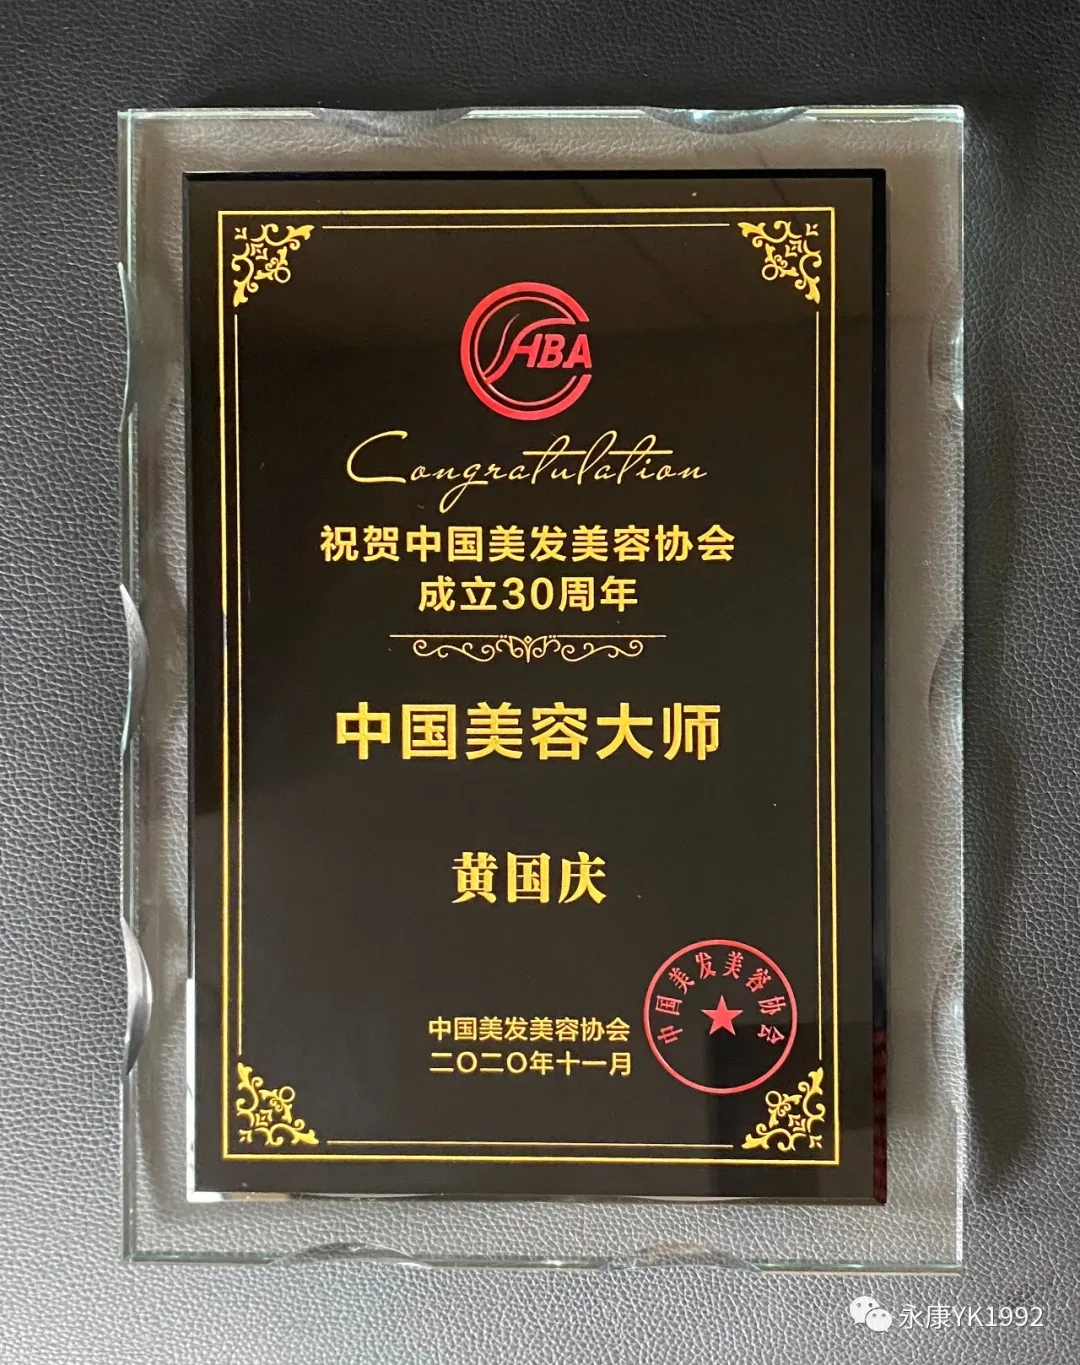 CHBA
Congratulation
祝贺中国美发美容协会
成立30周年
中国美容大师
黄国庆
中国美发美容协会
中国美发美容协会
二〇二〇年十一月
永康YK1992